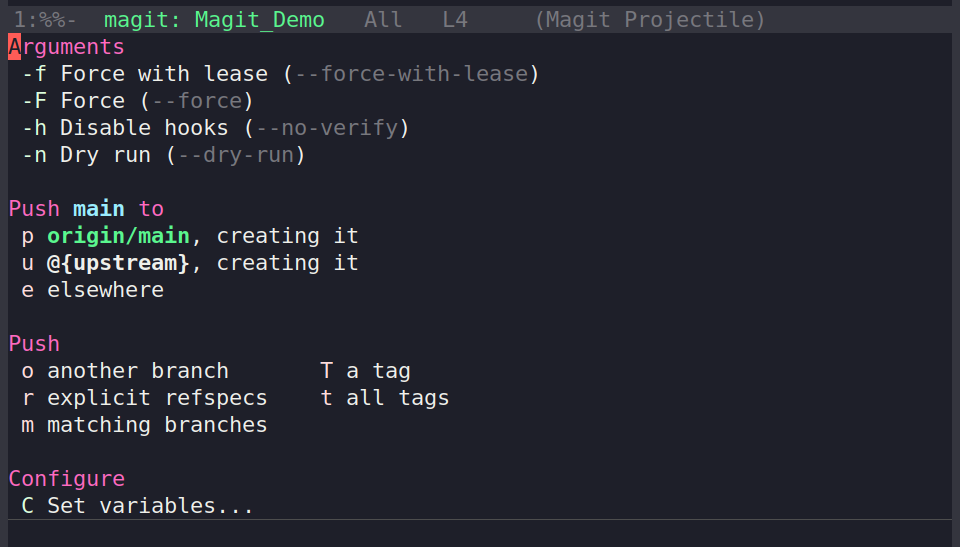 1:%%- magit: Magit_Demo All L4 (Magit Projectile)
Arguments
-f Force with lease (--force-with-lease)
-F Force (--force)
-h Disable hooks (--no-verify)
-n Dry run (--dry-run)
Push main to
p origin/main, creating it
u @{upstream}, creating it
e elsewhere
Push
o another branch T a tag
r explicit refspecs t all tags
m matching branches
Configure
C Set variables...